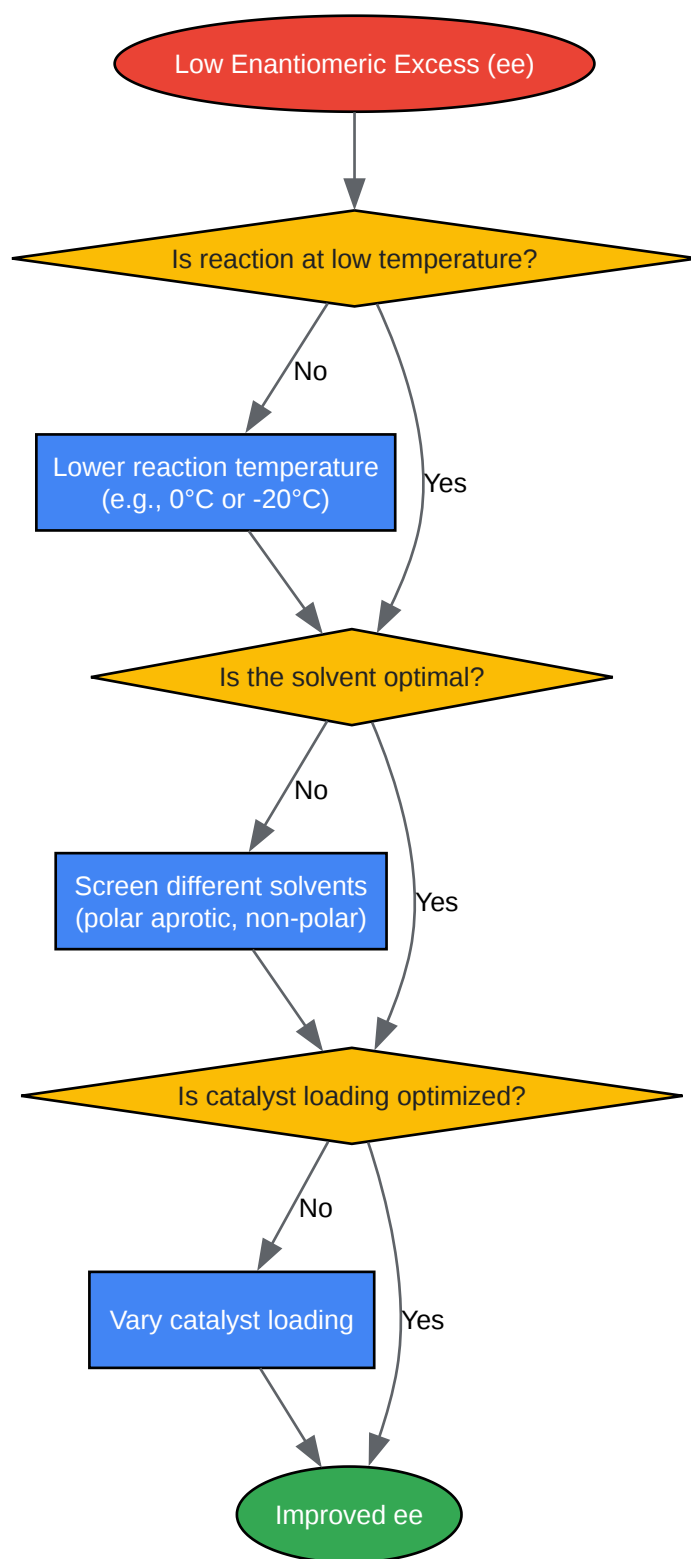 Low Enantiomeric Excess (ee)
Is reaction at low temperature?
No
Lower reaction temperature
(e.g., 0°C or -20°C)
Yes
Is the solvent optimal?
No
Screen different solvents
(polar aprotic, non-polar)
Yes
Is catalyst loading optimized?
No
Vary catalyst loading
Yes
Improved ee